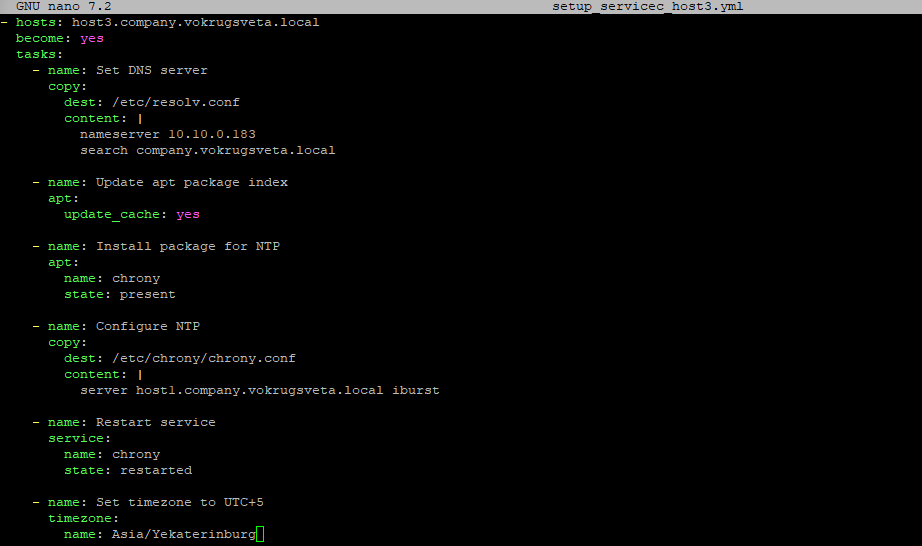 GNU nano 7.2 setup_servicec_host3.yml
- hosts: host3.company.vokrugsveta.local
  become: yes
  tasks:
    - name: Set DNS server
      copy:
        dest: /etc/resolv.conf
        content: |
          nameserver 10.10.0.183
          search company.vokrugsveta.local

    - name: Update apt package index
      apt:
        update_cache: yes

    - name: Install package for NTP
      apt:
        name: chrony
        state: present

    - name: Configure NTP
      copy:
        dest: /etc/chrony/chrony.conf
        content: |
          server host1.company.vokrugsveta.local iburst

    - name: Restart service
      service:
        name: chrony
        state: restarted

    - name: Set timezone to UTC+5
      timezone:
        name: Asia/Yekaterinburg